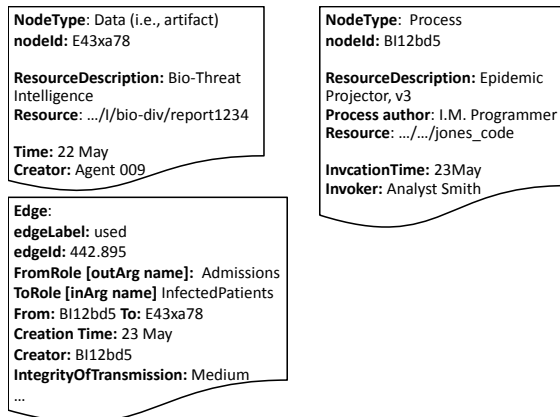 NodeType: Data (i.e., artifact)
nodeId: E43xa78
ResourceDescription: Bio-Threat
Intelligence
Resource: .../I/bio-div/report1234
Time: 22 May
Creator: Agent 009
NodeType: Process
nodeId: BI12bd5
ResourceDescription: Epidemic
Projector, v3
Process author: I.M. Programmer
Resource: .../.../jones_code
InvcationTime: 23May
Invoker: Analyst Smith
Edge:
edgeLabel: used
edgeId: 442.895
FromRole [outArg name]: Admissions
ToRole [inArg name] InfectedPatients
From: BI12bd5 To: E43xa78
Creation Time: 23 May
Creator: BI12bd5
IntegrityOfTransmission: Medium
...